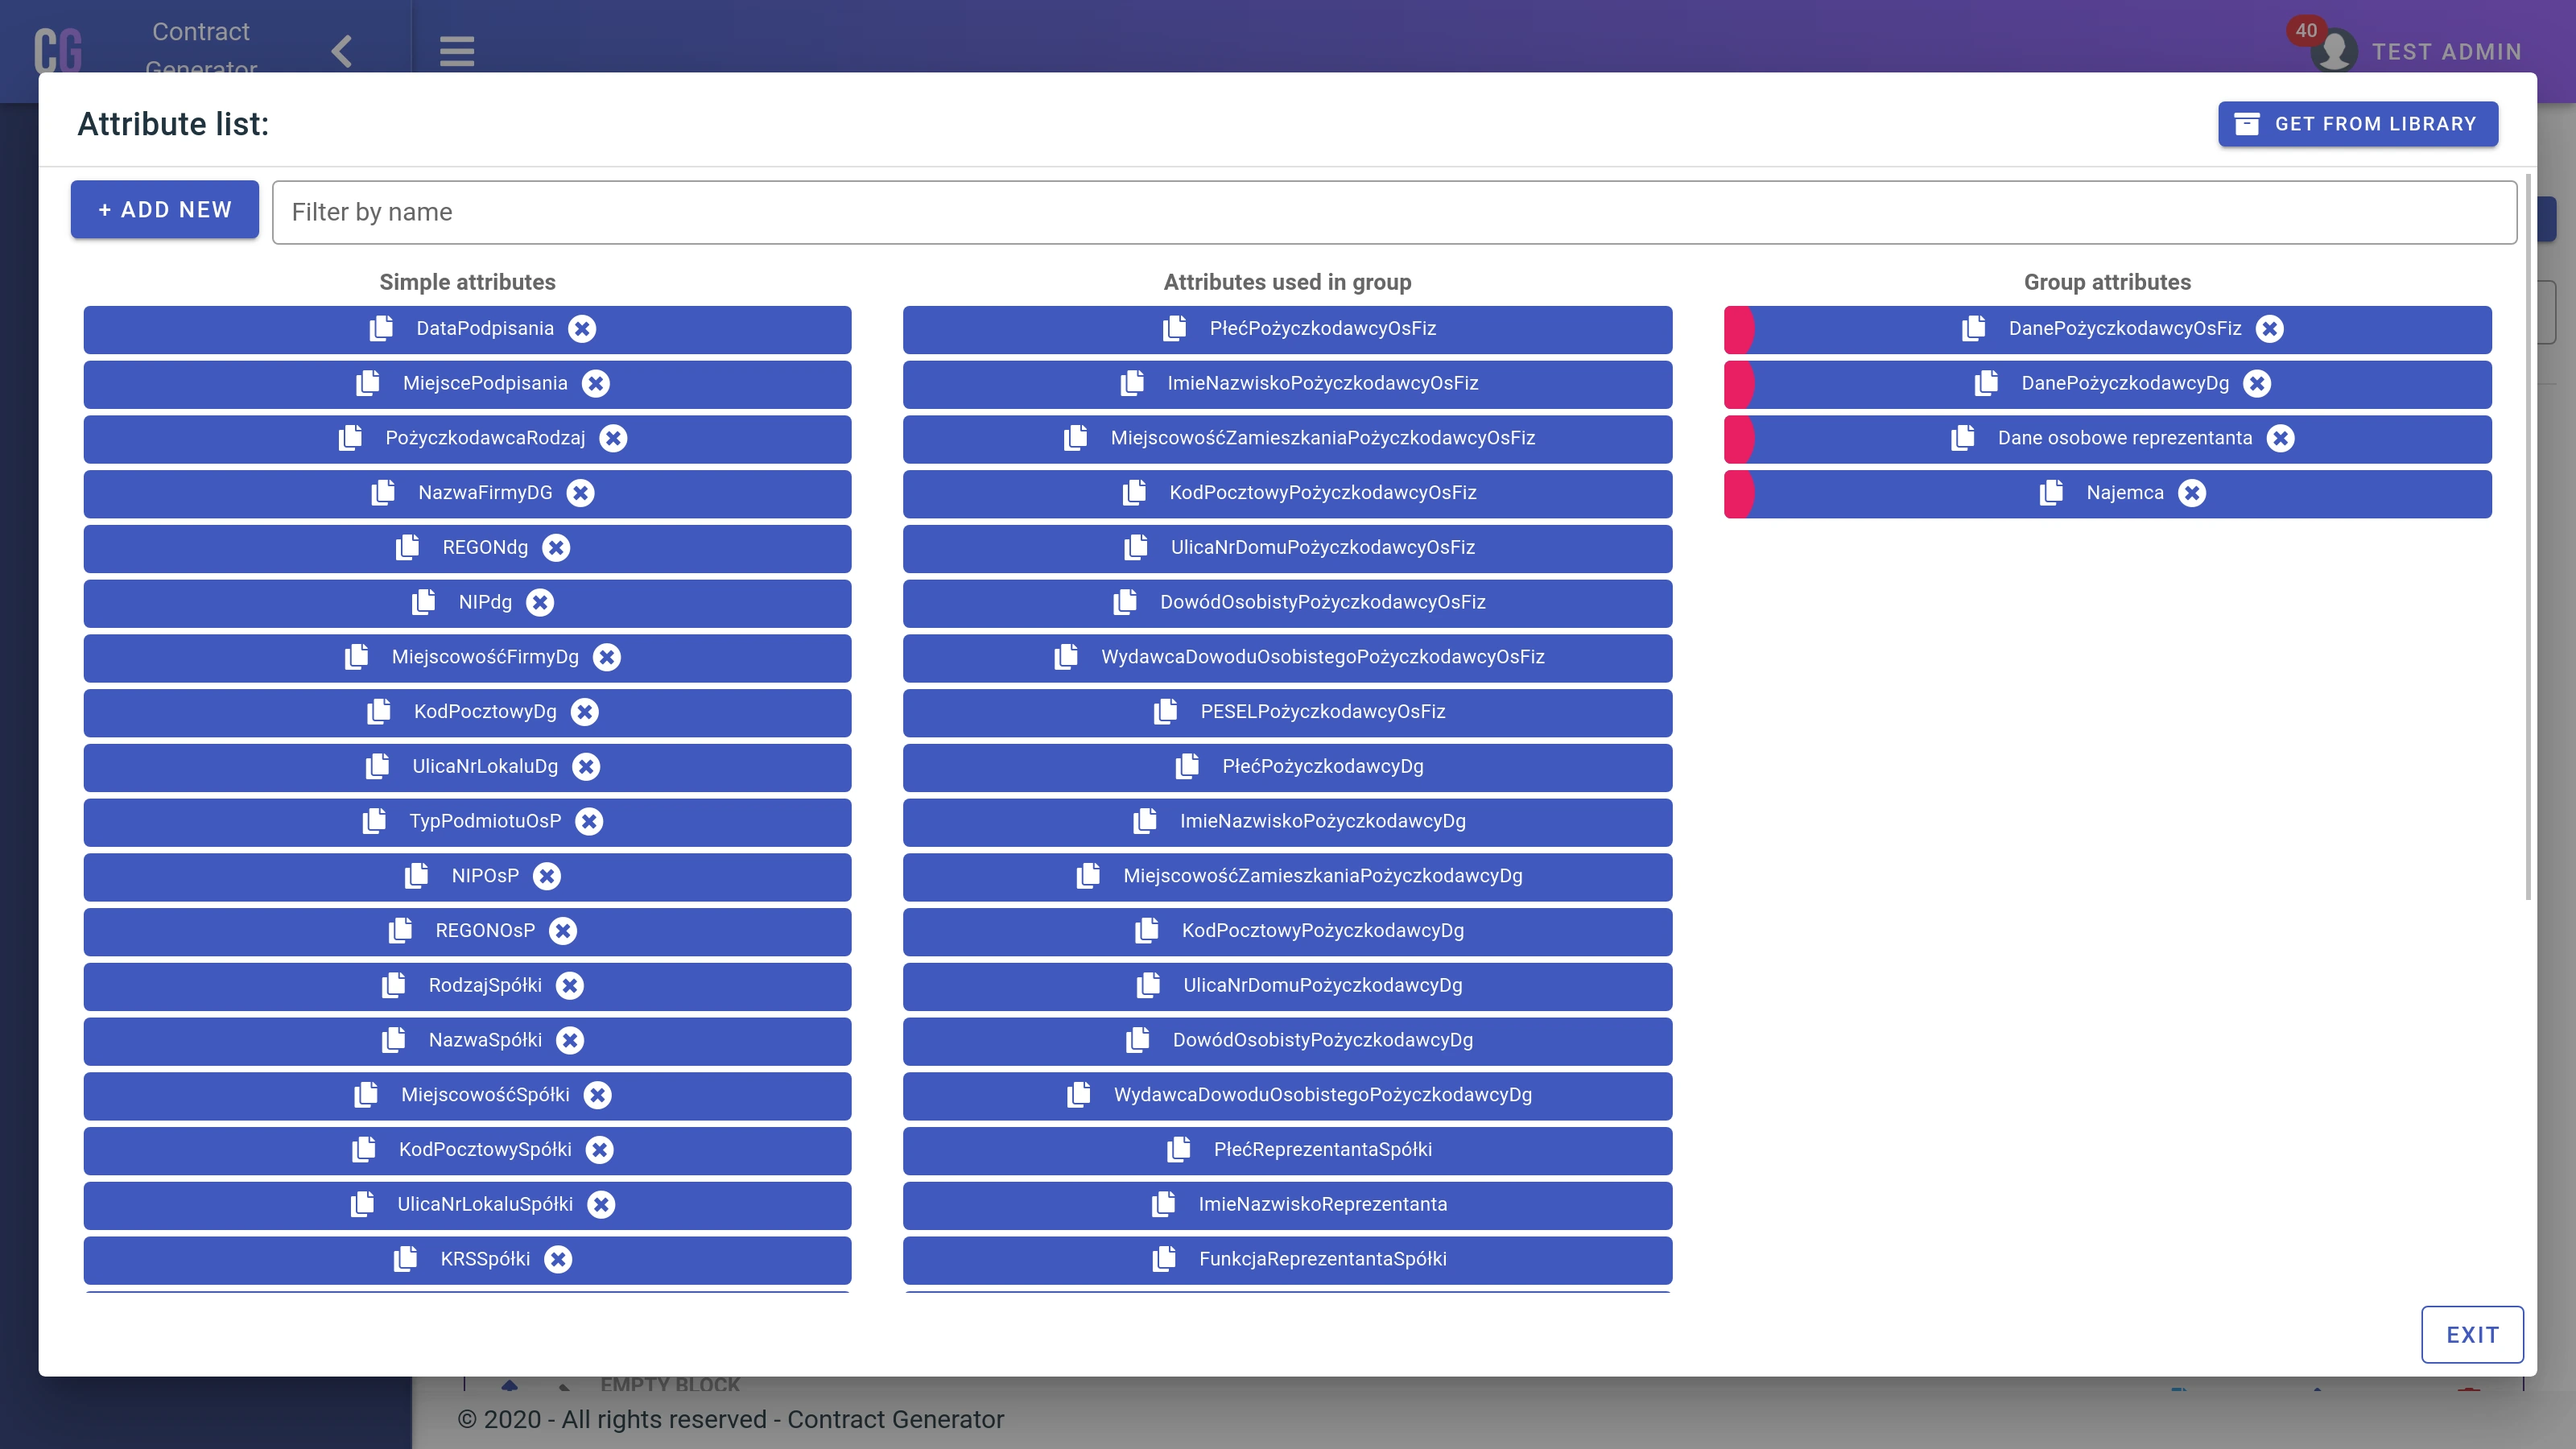 CG
Contract
Generator
40
TEST ADMIN
Attribute list:
GET FROM LIBRARY
+ ADD NEW
Filter by name
Simple attributes
DataPodpisania
MiejscePodpisania
PożyczkodawcaRodzaj
NazwaFirmyDG
REGONdg
NIPdg
MiejscowośćFirmyDg
KodPocztowyDg
UlicaNrLokaluDg
TypPodmiotuOsP
NIPOsP
REGONOsP
RodzajSpółki
NazwaSpółki
MiejscowośćSpółki
KodPocztowySpółki
UlicaNrLokaluSpółki
KRSSpółki
Attributes used in group
PłećPożyczkodawcyOsFiz
ImieNazwiskoPożyczkodawcyOsFiz
MiejscowośćZamieszkaniaPożyczkodawcyOsFiz
KodPocztowyPożyczkodawcyOsFiz
UlicaNrDomuPożyczkodawcyOsFiz
DowódOsobistyPożyczkodawcyOsFiz
WydawcaDowoduOsobistegoPożyczkodawcyOsFiz
PESELPożyczkodawcyOsFiz
PłećPożyczkodawcyDg
ImieNazwiskoPożyczkodawcyDg
MiejscowośćZamieszkaniaPożyczkodawcyDg
KodPocztowyPożyczkodawcyDg
UlicaNrDomuPożyczkodawcyDg
DowódOsobistyPożyczkodawcyDg
WydawcaDowoduOsobistegoPożyczkodawcyDg
PłećReprezentantaSpółki
ImieNazwiskoReprezentanta
FunkcjaReprezentantaSpółki
Group attributes
DanePożyczkodawcyOsFiz
DanePożyczkodawcyDg
Dane osobowe reprezentanta
Najemca
EXIT
EMPTY BLOCK
© 2020 - All rights reserved - Contract Generator